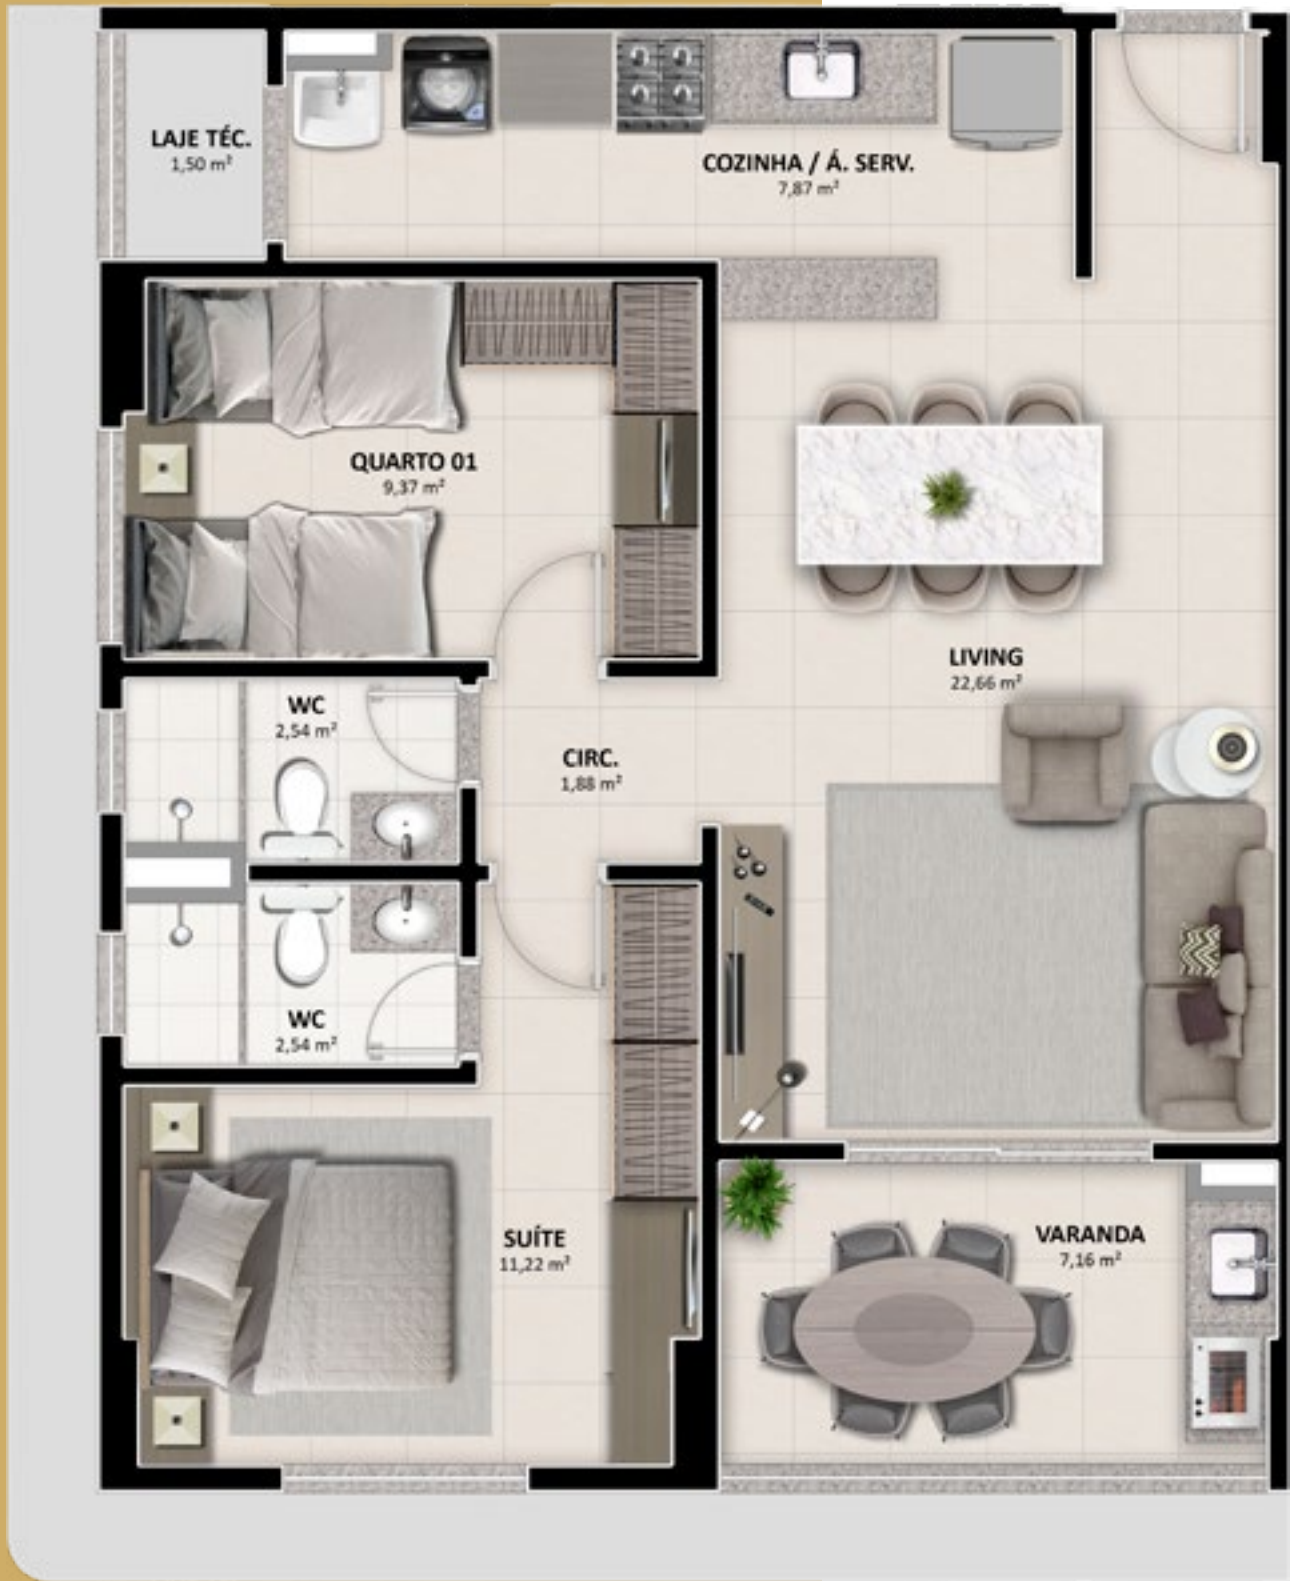 LAJE TÉC.
1,50 m²
COZINHA / Á. SERV.
7,87 m²
QUARTO 01
9,37 m²
LIVING
22,66 m²
WC
2,54 m²
CIRC.
1,88 m²
WC
2,54 m²
SUÍTE
11,22 m²
VARANDA
7,16 m²